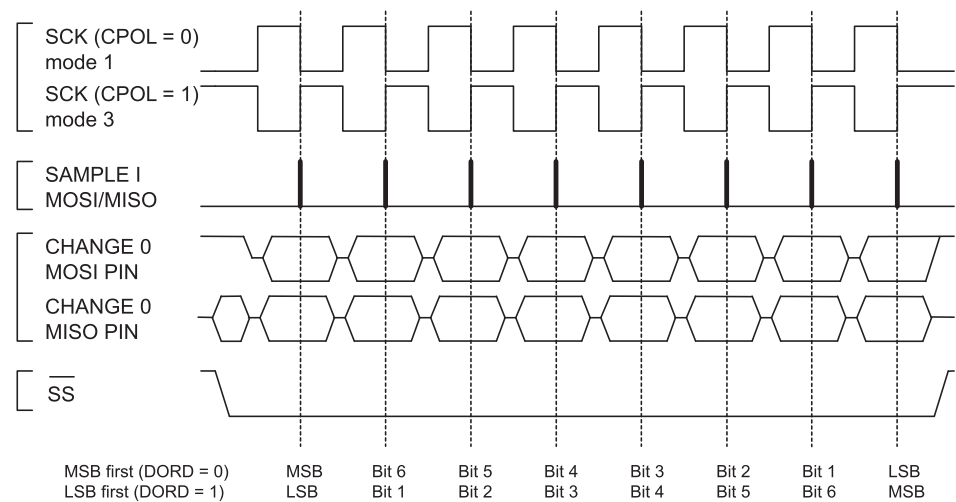 SCK (CPOL = 0)
mode 1
SCK (CPOL = 1)
mode 3
SAMPLE I
MOSI/MISO
CHANGE 0
MOSI PIN
CHANGE 0
MISO PIN
SS
MSB first (DORD = 0) MSB Bit 6 Bit 5 Bit 4 Bit 3 Bit 2 Bit 1 LSB
LSB first (DORD = 1) LSB Bit 1 Bit 2 Bit 3 Bit 4 Bit 5 Bit 6 MSB